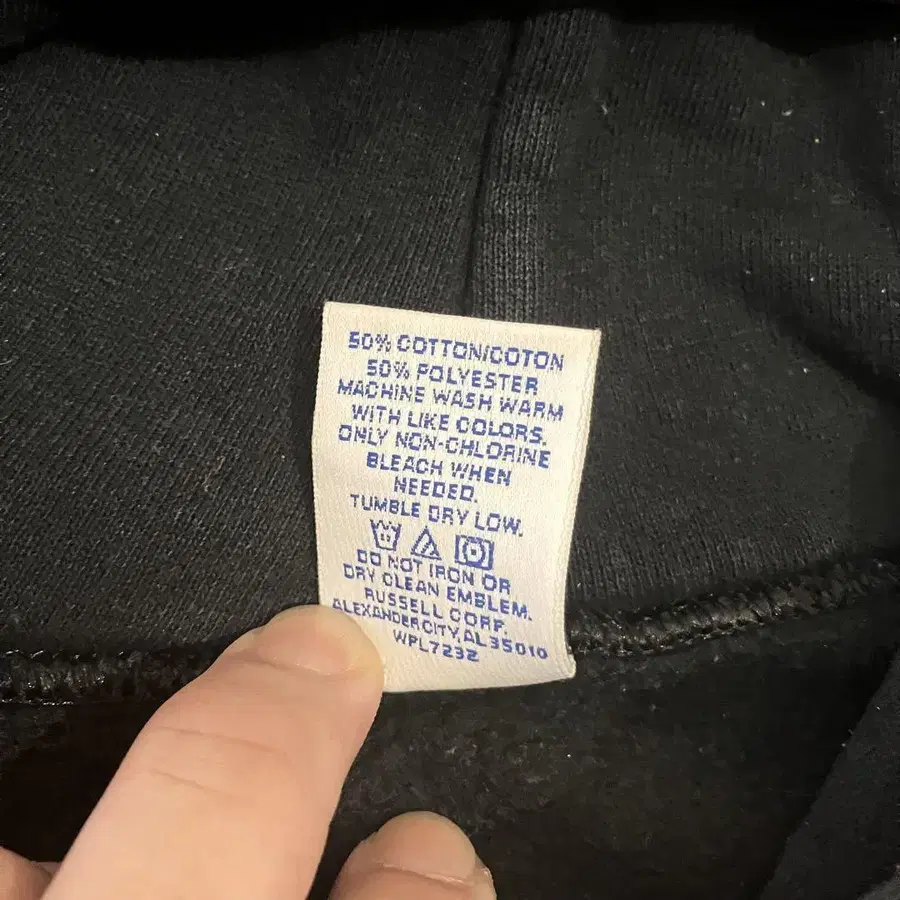 50% COTTON/COTON
50% POLYESTER
MACHINE WASH WARM
WITH LIKE COLORS.
ONLY NON-CHLORINE
BLEACH WHEN
NEEDED.
TUMBLE DRY LOW.
DO NOT IRON OR
DRY CLEAN EMBLEM.
RUSSELL CORP.
ALEXANDER CITY, AL 35010
WPL7232